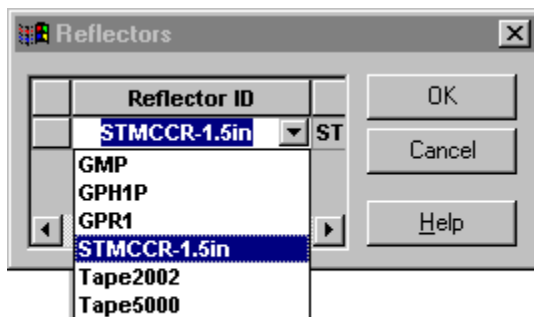 Reflectors
Reflector ID
OK
STMCCR-1.5in ST
Cancel
GMP
GPH1P
GPR1
Help
STMCCR-1.5in
Tape2002
Tape5000